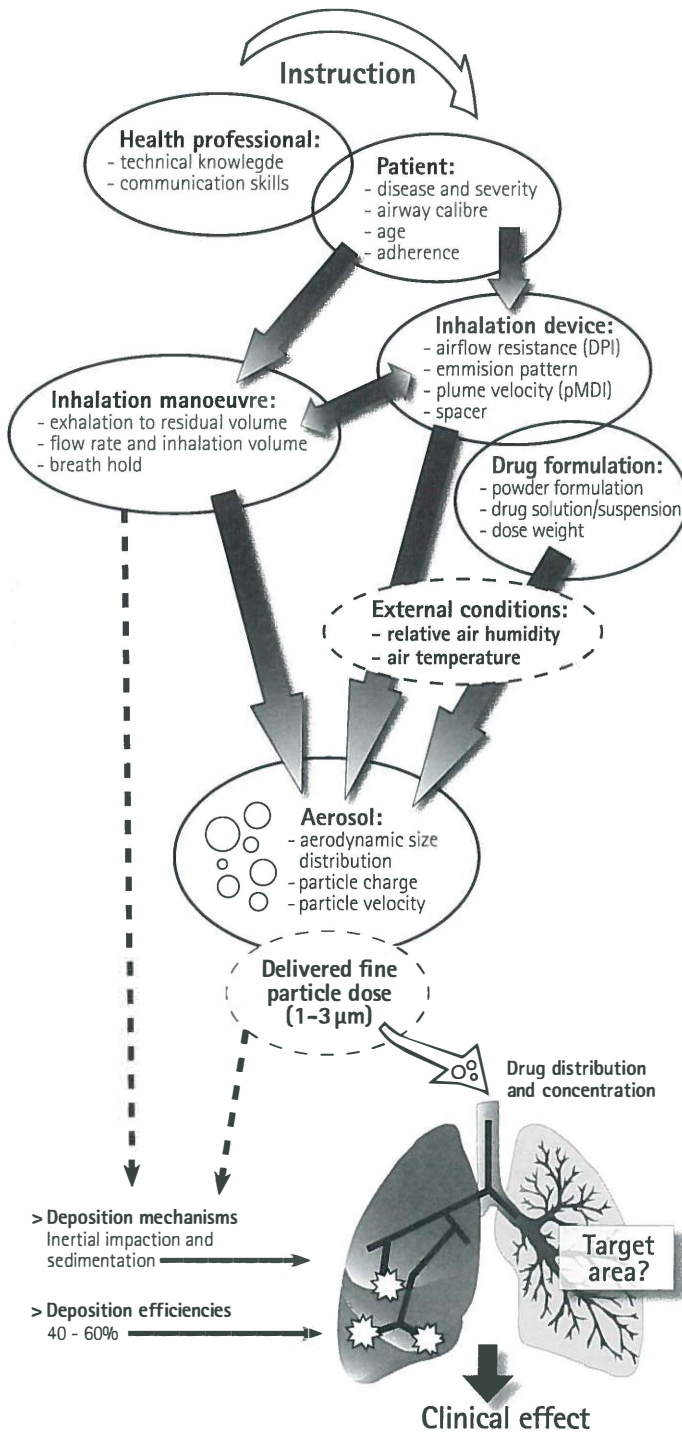 Instruction
Health professional:
- technical knowlegde
- communication skills
Patient:
- disease and severity
- airway calibre
- age
- adherence
Inhalation device:
- airflow resistance (DPI)
- emmision pattern
- plume velocity (pMDI)
- spacer
Inhalation manoeuvre:
- exhalation to residual volume
- flow rate and inhalation volume
- breath hold
Drug formulation:
- powder formulation
- drug solution/suspension
- dose weight
External conditions:
- relative air humidity
- air temperature
Aerosol:
- aerodynamic size
distribution
- particle charge
- particle velocity
Delivered fine
particle dose
(1-3 µm)
Drug distribution
and concentration
> Deposition mechanisms
Inertial impaction and
sedimentation
Target
area?
> Deposition efficiencies
40 - 60%
Clinical effect